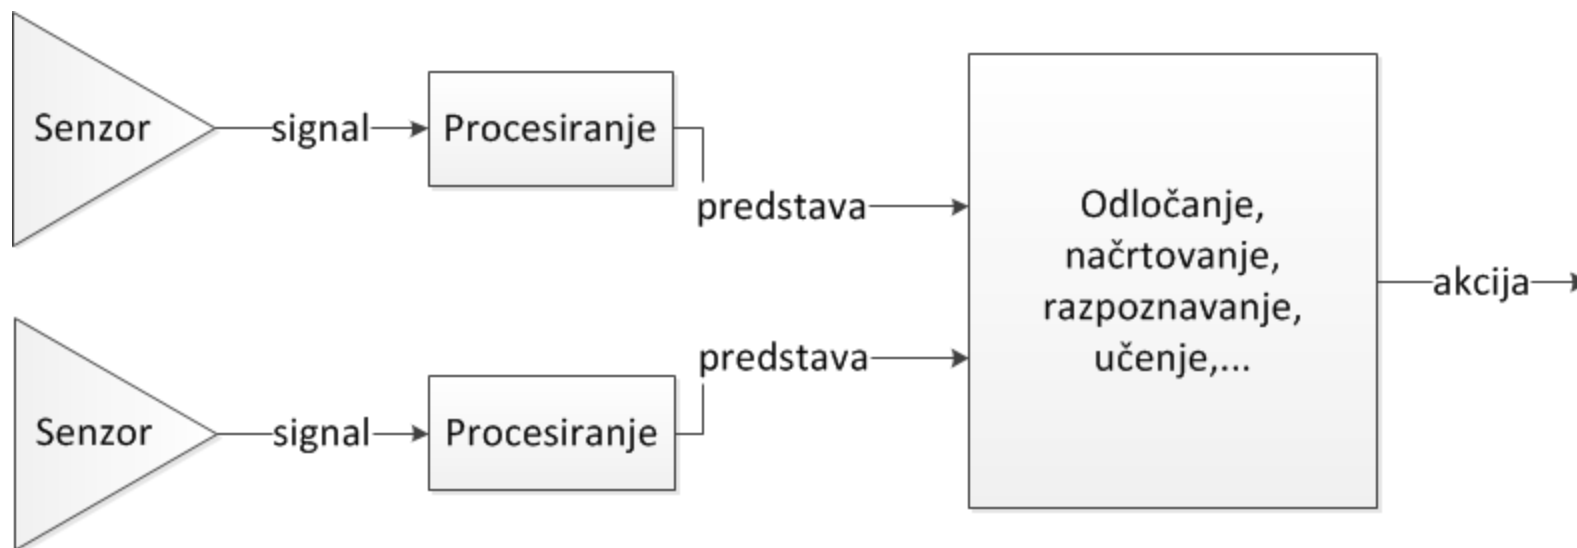 Senzor
signal
Procesiranje
predstava
Odločanje,
načrtovanje,
razpoznavanje,
učenje,...
akcija
predstava
Senzor
signal
Procesiranje